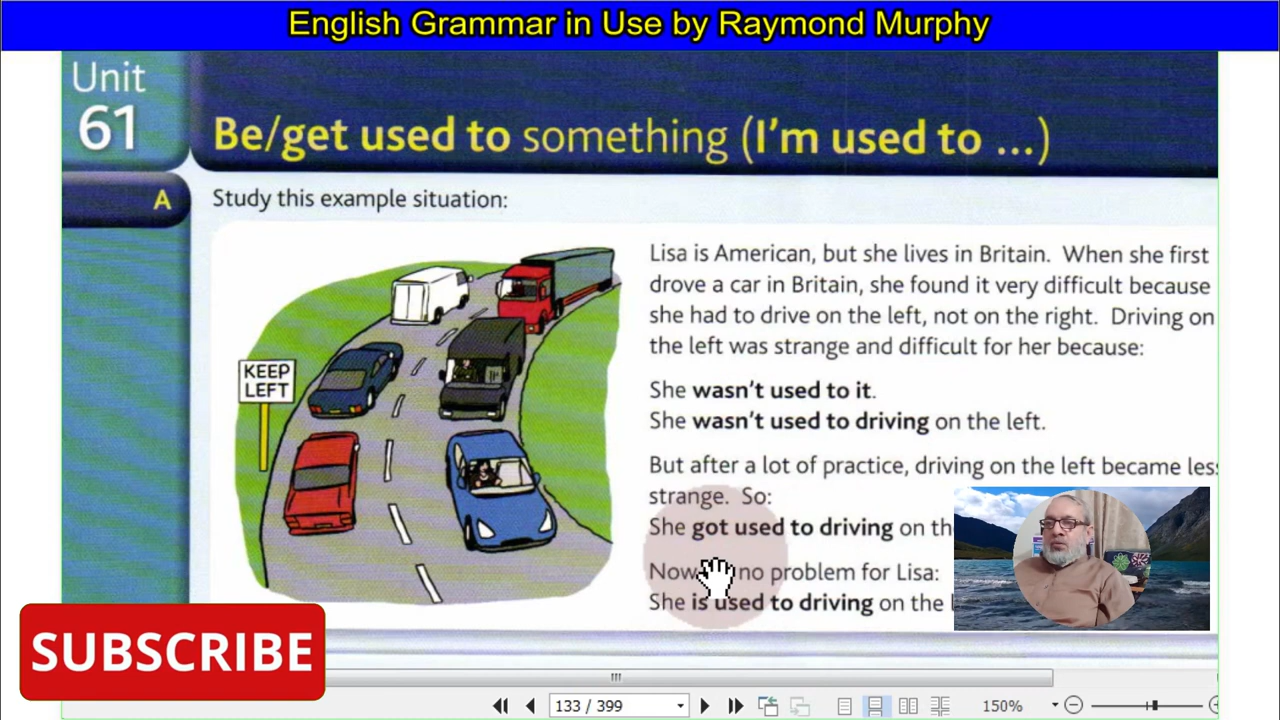 English Grammar in Use by Raymond Murphy
Unit
61
Be/get used to something (I'm used to ...)
A
Study this example situation:
KEEP
LEFT
Lisa is American, but she lives in Britain. When she first
drove a car in Britain, she found it very difficult because
she had to drive on the left, not on the right. Driving on
the left was strange and difficult for her because:
She wasn't used to it.
She wasn't used to driving on the left.
But after a lot of practice, driving on the left became less
strange. So:
She got used to driving on
Now no problem for Lisa:
She is used to driving on the
SUBSCRIBE
133 / 399
150%